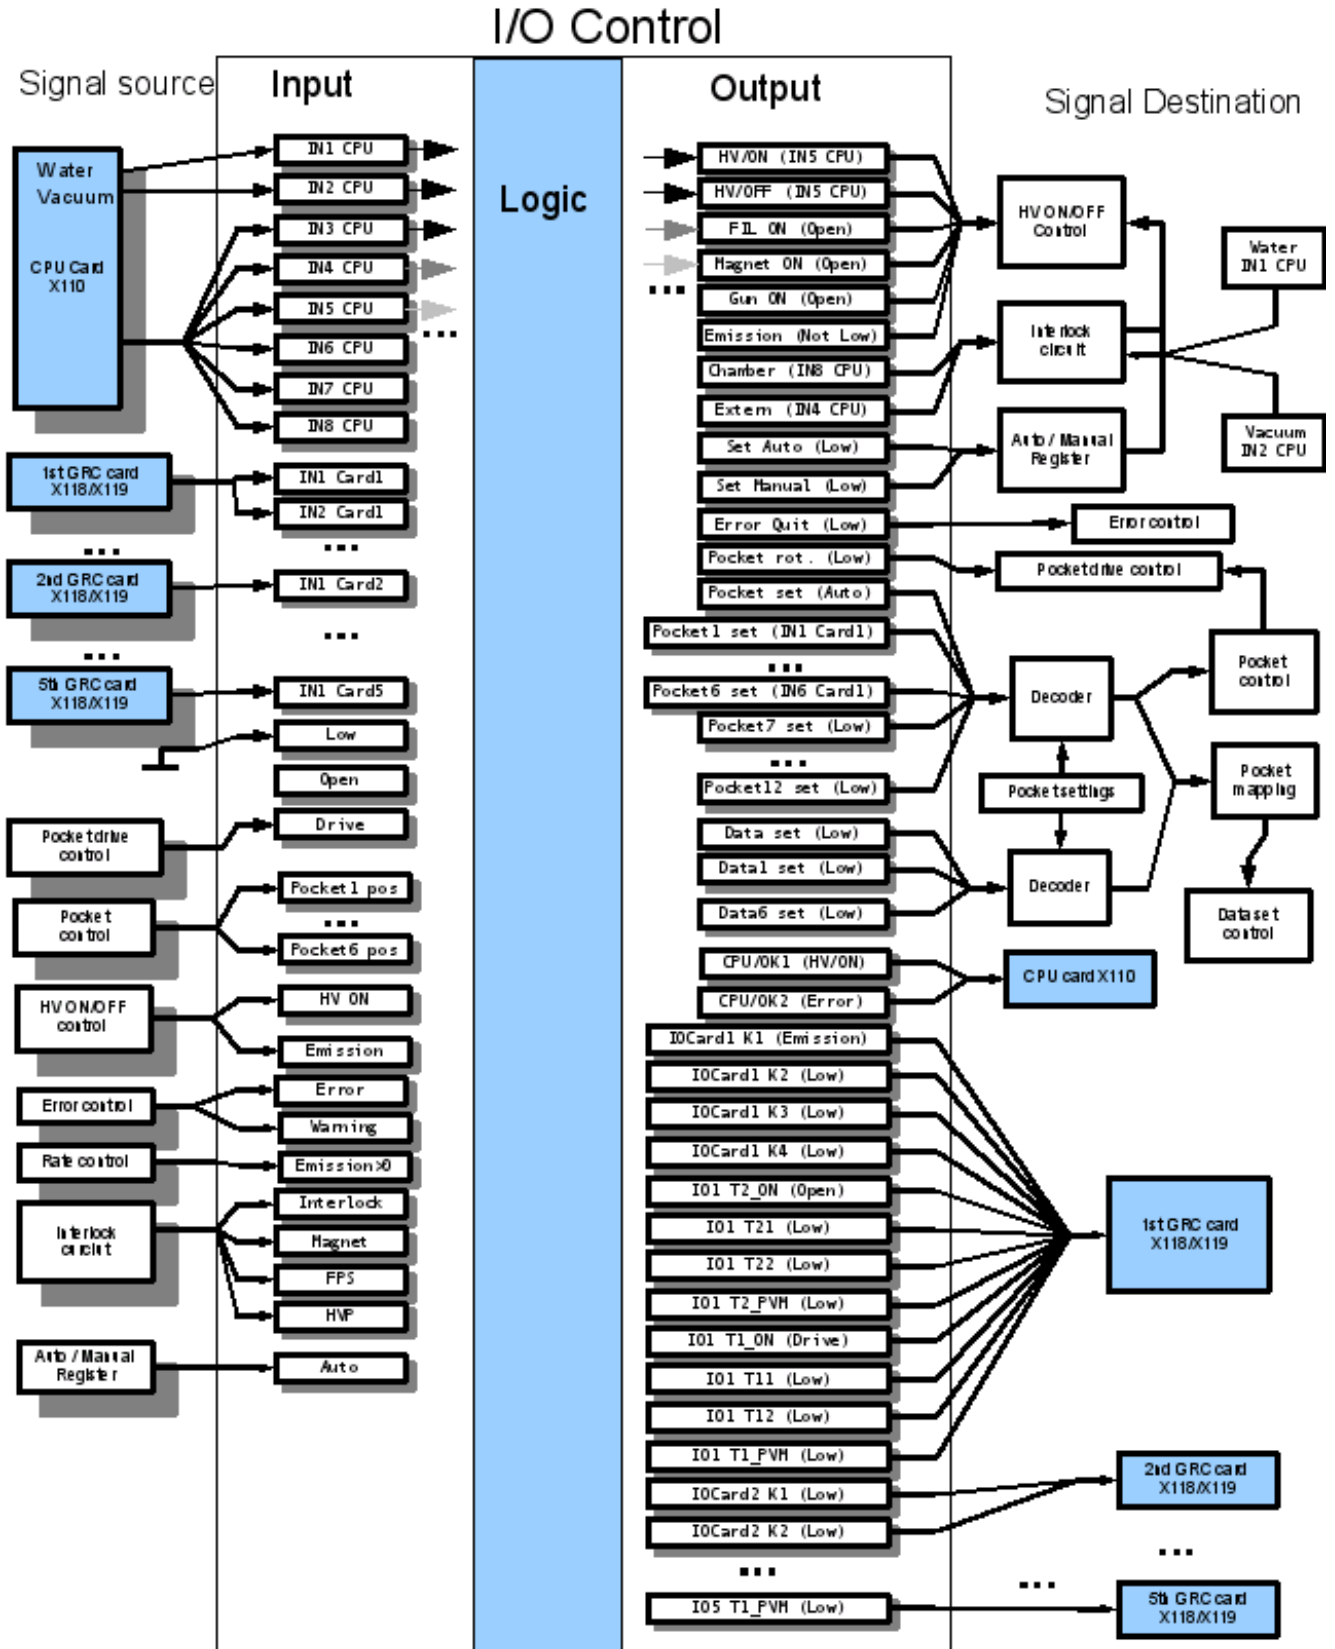 I/O Control
Signal source
Input
Output
Signal Destination
Logic
Water
Vacuum
CPU Card
X110
1st GRC card
X118/X119
...
2nd GRC card
X118/X119
...
5th GRC card
X118/X119
Pocketdrive
control
Pocket
control
HV ON/OFF
control
Error control
Rate control
Interlock
circuit
Auto / Manual
Register
IN1 CPU
IN2 CPU
IN3 CPU
IN4 CPU
IN5 CPU
...
IN6 CPU
IN7 CPU
IN8 CPU
IN1 Card1
IN2 Card1
...
IN1 Card2
...
IN1 Card5
Low
Open
Drive
Pocket1 pos
...
Pocket6 pos
HV ON
Emission
Error
Warning
Emission>0
Interlock
Magnet
FPS
HVP
Auto
HV/ON (IN5 CPU)
HV/OFF (IN5 CPU)
FIL ON (Open)
Magnet ON (Open)
...
Gun ON (Open)
Emission (Not Low)
Chamber (IN8 CPU)
Extern (IN4 CPU)
Set Auto (Low)
Set Manual (Low)
Error Quit (Low)
Pocket rot. (Low)
Pocket set (Auto)
Pocket1 set (IN1 Card1)
...
Pocket6 set (IN6 Card1)
Pocket7 set (Low)
...
Pocket12 set (Low)
Data set (Low)
Data1 set (Low)
Data6 set (Low)
CPU/OK1 (HV/ON)
CPU/OK2 (Error)
IOCard1 K1 (Emission)
IOCard1 K2 (Low)
IOCard1 K3 (Low)
IOCard1 K4 (Low)
IO1 T2_ON (Open)
IO1 T21 (Low)
IO1 T22 (Low)
IO1 T2_PVM (Low)
IO1 T1_ON (Drive)
IO1 T11 (Low)
IO1 T12 (Low)
IO1 T1_PVM (Low)
IOCard2 K1 (Low)
IOCard2 K2 (Low)
...
IO5 T1_PVM (Low)
HV ON/OFF
Control
Water
IN1 CPU
Interlock
circuit
Auto / Manual
Register
Vacuum
IN2 CPU
Error control
Pocketdrive control
Decoder
Pocket
control
Pocketsettings
Pocket
mapping
Decoder
Dataset
control
CPU card X110
1st GRC card
X118/X119
2nd GRC card
X118/X119
...
...
5th GRC card
X118/X119